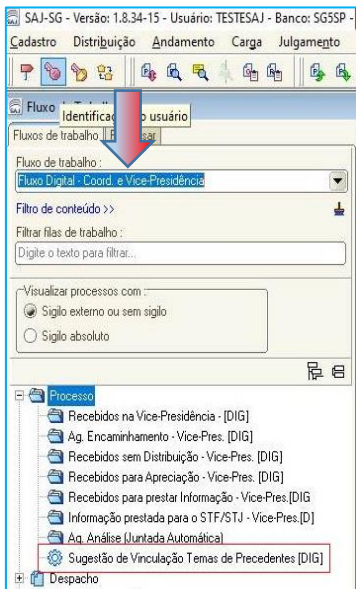 SAJ-SG - Versão: 1.8.34-15 - Usuário: TESTESAJ - Banco: SG5SP -
Cadastro Distribuição Andamento Carga Julgamento
Fluxo
Identificaç o usuário
Fluxos de trabalho
Fluxo de trabalho :
Fluxo Digital - Coord. e Vice-Presidência
Filtro de conteúdo >>
Filtrar filas de trabalho :
Digite o texto para filtrar...
Visualizar processos com :
Sigilo externo ou sem sigilo
Sigilo absoluto
Processo
Recebidos na Vice-Presidência - [DIG]
Ag. Encaminhamento - Vice-Pres. [DIG]
Recebidos sem Distribuição - Vice-Pres. [DIG]
Recebidos para Apreciação - Vice-Pres. [DIG]
Recebidos para prestar Informação - Vice-Pres.[DIG
Informação prestada para o STF/STJ - Vice-Pres.[D]
Ag. Análise (Juntada Automática)
Sugestão de Vinculação Temas de Precedentes [DIG]
Despacho